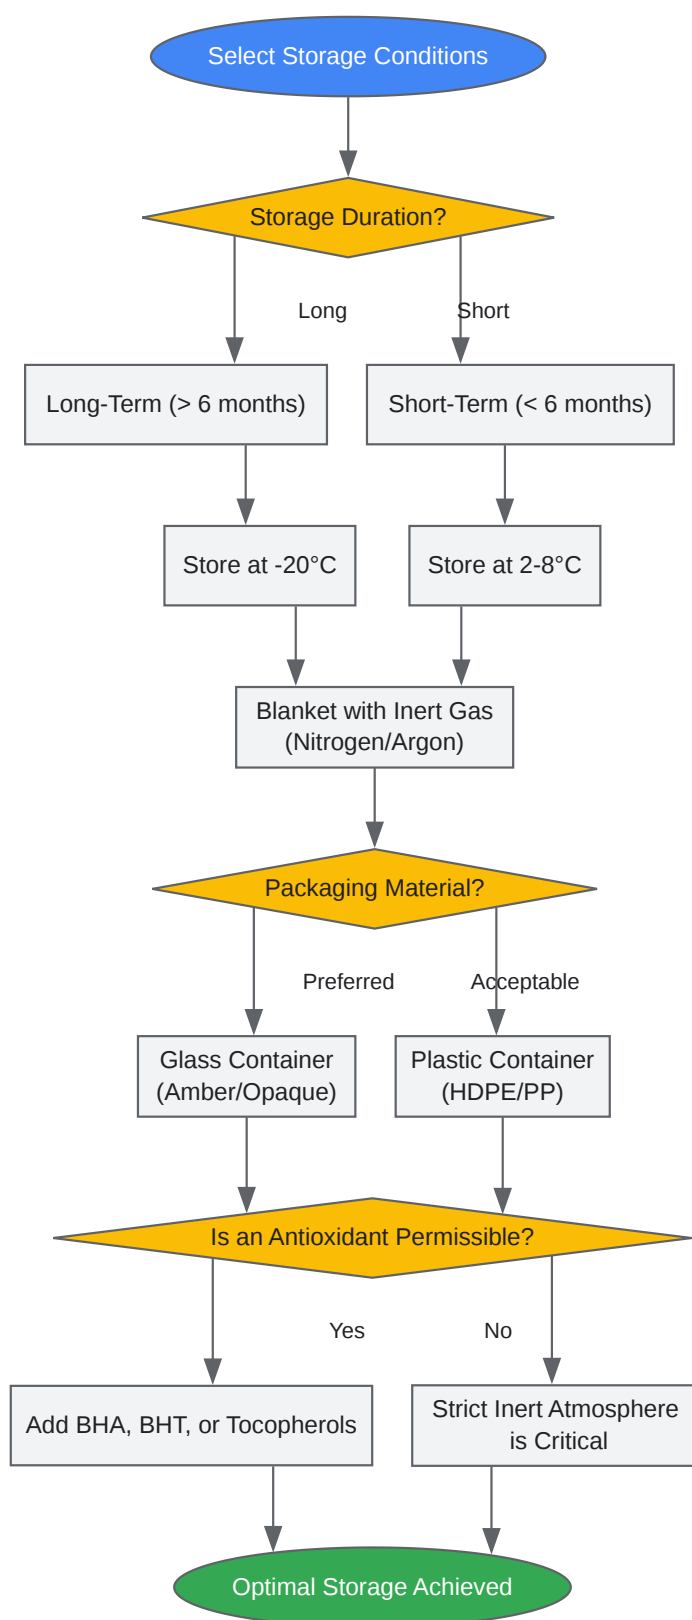 Select Storage Conditions
Storage Duration?
Long
Short
Long-Term (> 6 months)
Short-Term (< 6 months)
Store at -20°C
Store at 2-8°C
Blanket with Inert Gas
(Nitrogen/Argon)
Packaging Material?
Preferred
Acceptable
Glass Container
(Amber/Opaque)
Plastic Container
(HDPE/PP)
Is an Antioxidant Permissible?
Yes
No
Add BHA, BHT, or Tocopherols
Strict Inert Atmosphere
is Critical
Optimal Storage Achieved